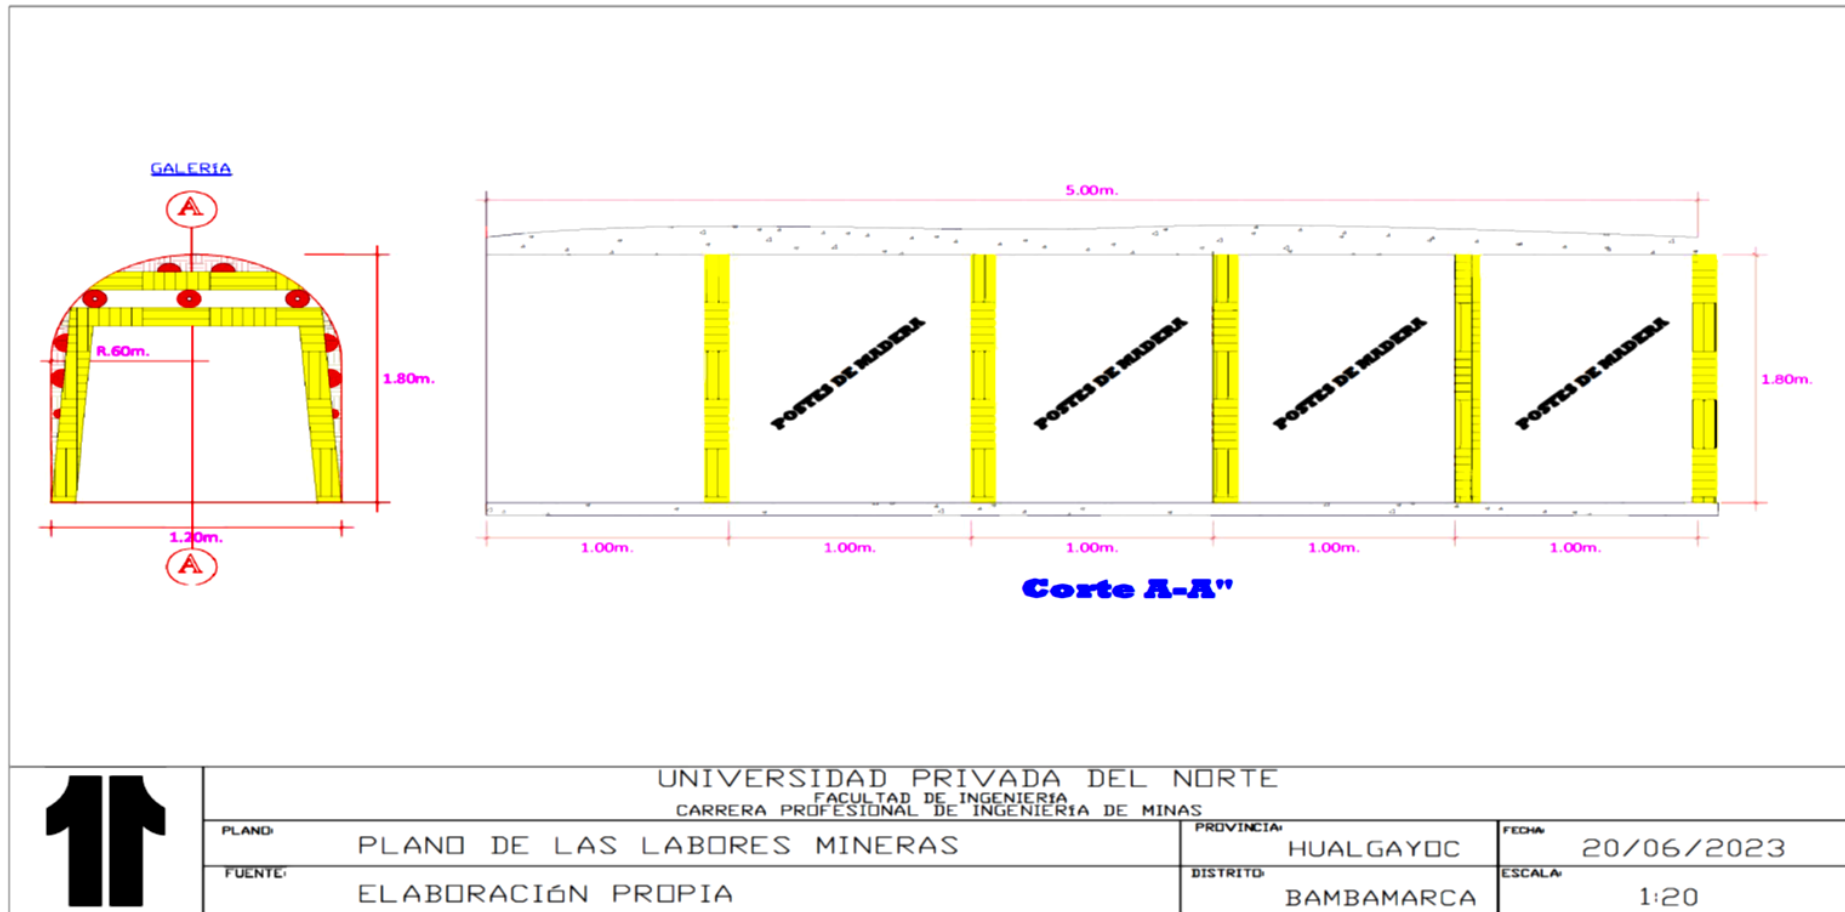 GALERÍA
A
R.60m.
1.80m.
1.20m.
A
5.00m.
POSTES DE MADERA
POSTES DE MADERA
POSTES DE MADERA
POSTES DE MADERA
1.80m.
1.00m.
1.00m.
1.00m.
1.00m.
1.00m.
Corte A-A"
UNIVERSIDAD PRIVADA DEL NORTE
FACULTAD DE INGENIERÍA
CARRERA PROFESIONAL DE INGENIERÍA DE MINAS
PLANO: PLANO DE LAS LABORES MINERAS
PROVINCIA: HUALGAYOC
FECHA: 20/06/2023
FUENTE: ELABORACIóN PROPIA
DISTRITO: BAMBAMARCA
ESCALA: 1:20